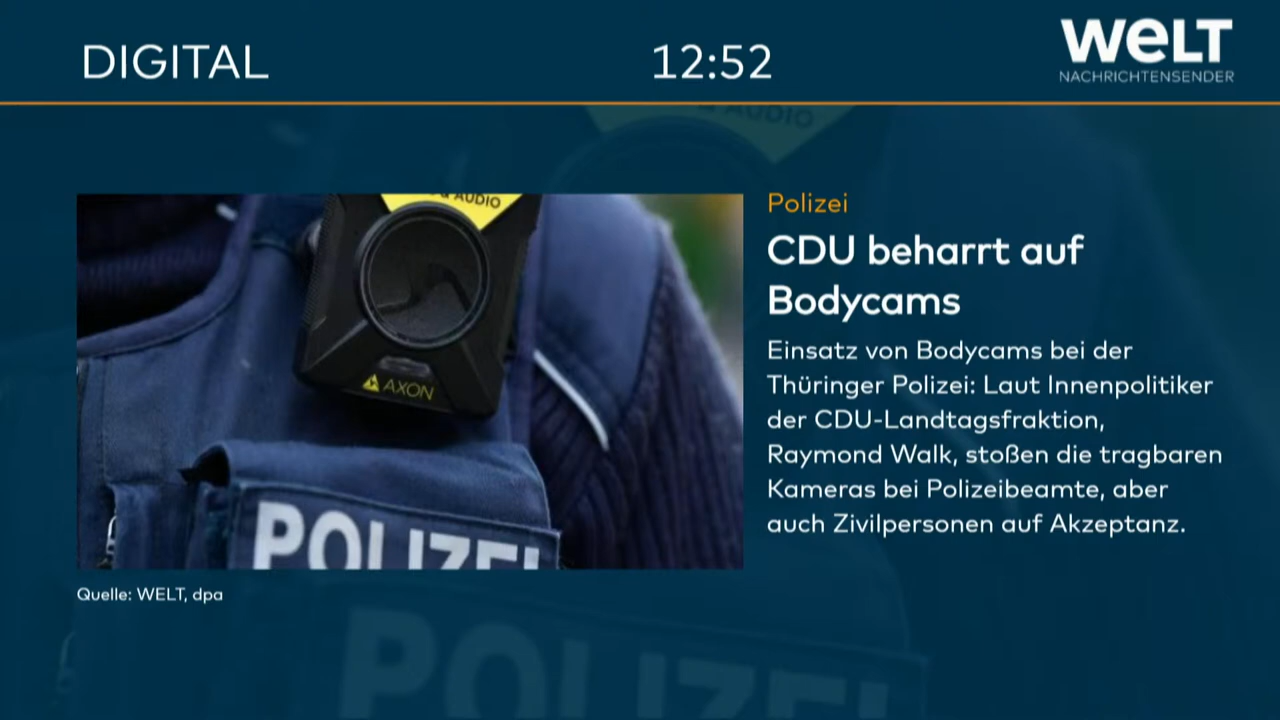 DIGITAL
12:52
WELT
NACHRICHTENSENDER
& AUDIO
& AUDIO
AXON
POLIZEI
Quelle: WELT, dpa
Polizei
CDU beharrt auf
Bodycams
Einsatz von Bodycams bei der
Thüringer Polizei: Laut Innenpolitiker
der CDU-Landtagsfraktion,
Raymond Walk, stoßen die tragbaren
Kameras bei Polizeibeamte, aber
auch Zivilpersonen auf Akzeptanz.
POLIZEI